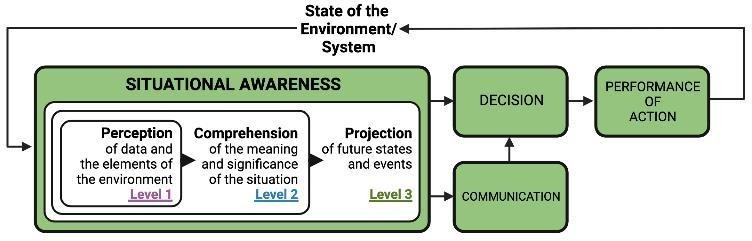 State of the
Environment/
System
SITUATIONAL AWARENESS
Perception
of data and
the elements of
the environment
Level 1
Comprehension
of the meaning
and significance
of the situation
Level 2
Projection
of future states
and events
Level 3
DECISION
PERFORMANCE
OF
ACTION
COMMUNICATION